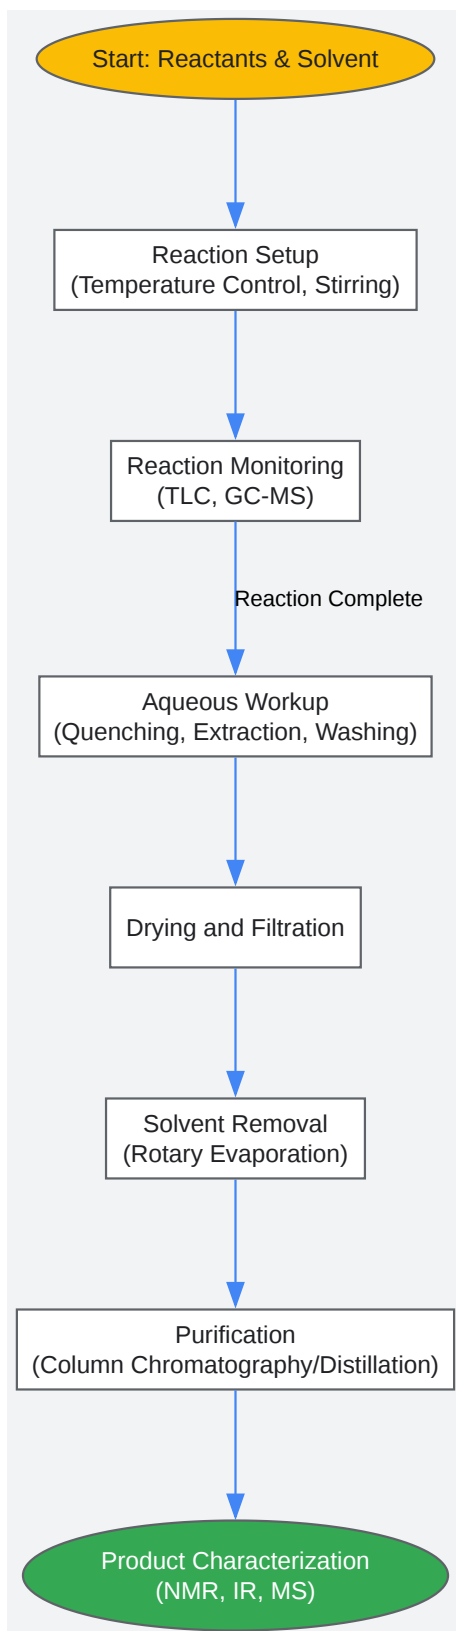 Start: Reactants & Solvent
Reaction Setup
(Temperature Control, Stirring)
Reaction Monitoring
(TLC, GC-MS)
Reaction Complete
Aqueous Workup
(Quenching, Extraction, Washing)
Drying and Filtration
Solvent Removal
(Rotary Evaporation)
Purification
(Column Chromatography/Distillation)
Product Characterization
(NMR, IR, MS)